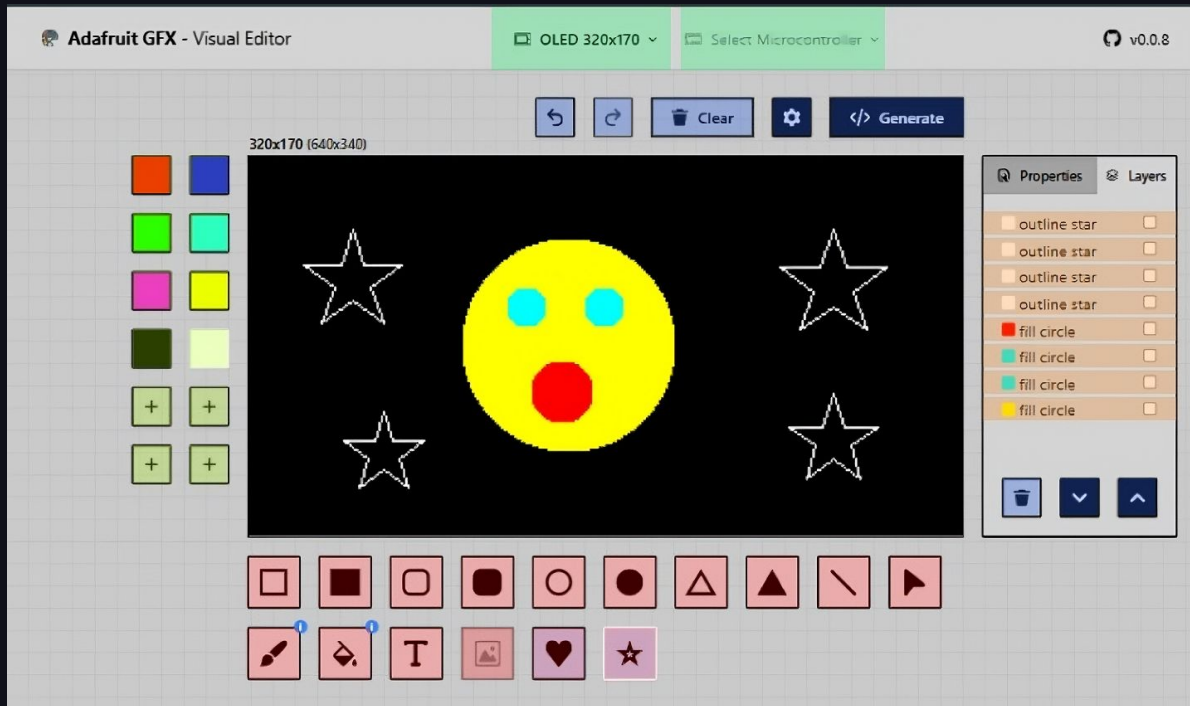 Adafruit GFX - Visual Editor
OLED 320x170
Select Microcontroller
v0.0.8
Clear
</> Generate
320x170 (640x340)
Properties
Layers
outline star
outline star
outline star
outline star
fill circle
fill circle
fill circle
fill circle
+ +
+ +
T